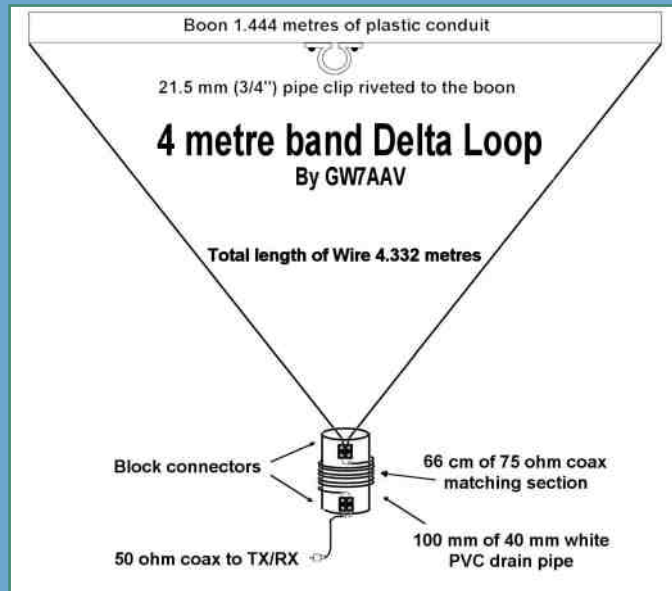 Boon 1.444 metres of plastic conduit
21.5 mm (3/4") pipe clip riveted to the boon
4 metre band Delta Loop
By GW7AAV
Total length of Wire 4.332 metres
Block connectors
66 cm of 75 ohm coax
matching section
50 ohm coax to TX/RX
100 mm of 40 mm white
PVC drain pipe